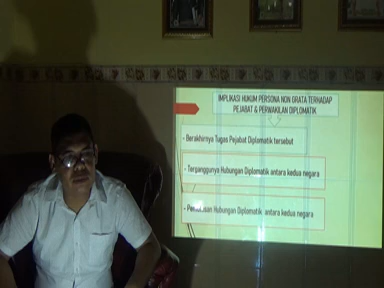 IMPLIKASI HUKUM PERSONA NON GRATA TERHADAP
PEJABAT & PERWAKILAN DIPLOMATIK
- Berakhirnya Tugas Pejabat Diplomatik tersebut
- Terganggunya Hubungan Diplomatik antara kedua negara
Hubungan Diplomatik antara kedua negara